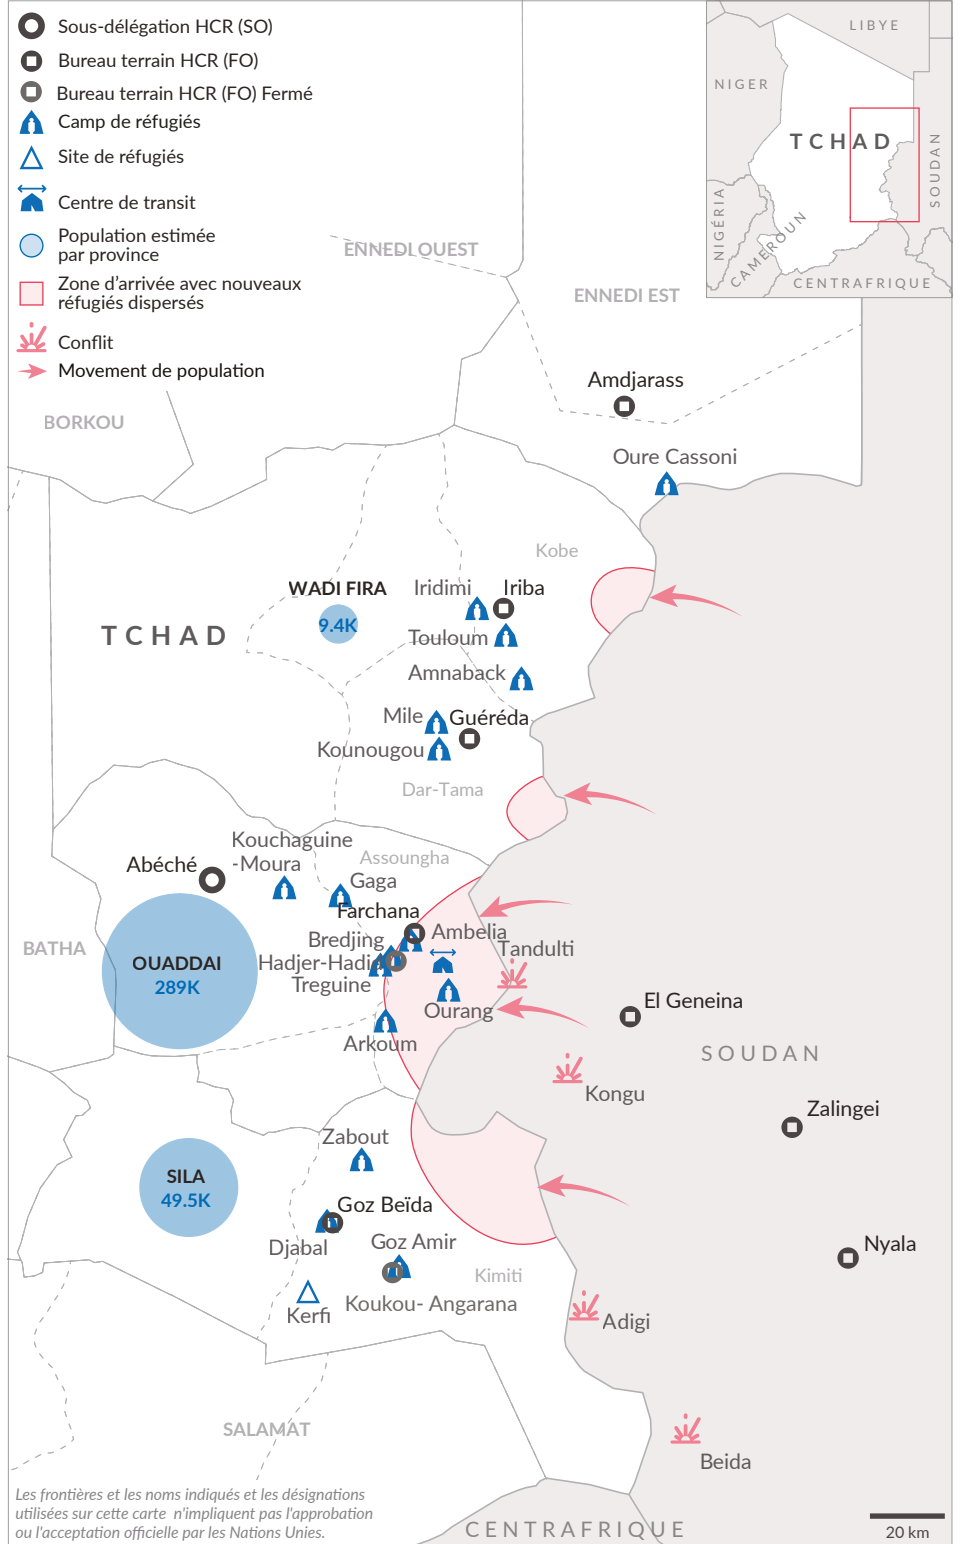 Sous-délégation HCR (SO)
Bureau terrain HCR (FO)
Bureau terrain HCR (FO) Fermé
Camp de réfugiés
Site de réfugiés
Centre de transit
Population estimée
par province
Zone d'arrivée avec nouveaux
réfugiés dispersés
Conflit
Movement de population
LIBYE
NIGER
TCHAD
SOUDAN
NIGÉRIA
CAMEROUN
CENTRAFRIQUE
ENNEDI OUEST
ENNEDI EST
Amdjarass
BORKOU
Oure Cassoni
Kobe
WADI FIRA
9.4K
Iridimi
Iriba
TCHAD
Touloum
Amnaback
Mile
Guéréda
Kounougou
Dar-Tama
Kouchaguine
-Moura
Assoungha
Abéché
Gaga
Farchana
Ambelia
Bredjing
Tandulti
BATHA
OUADDAI
289K
Hadjer-Hadid
Treguine
Ourang
El Geneina
Arkoum
SOUDAN
Kongu
Zalingei
Zabout
SILA
49.5K
Goz Beïda
Djabal
Goz Amir
Nyala
Kimiti
Koukou- Angarana
Kerfi
Adigi
SALAMAT
Beida
Les frontières et les noms indiqués et les désignations
utilisées sur cette carte n'impliquent pas l'approbation
ou l'acceptation officielle par les Nations Unies.
CENTRAFRIQUE
20 km